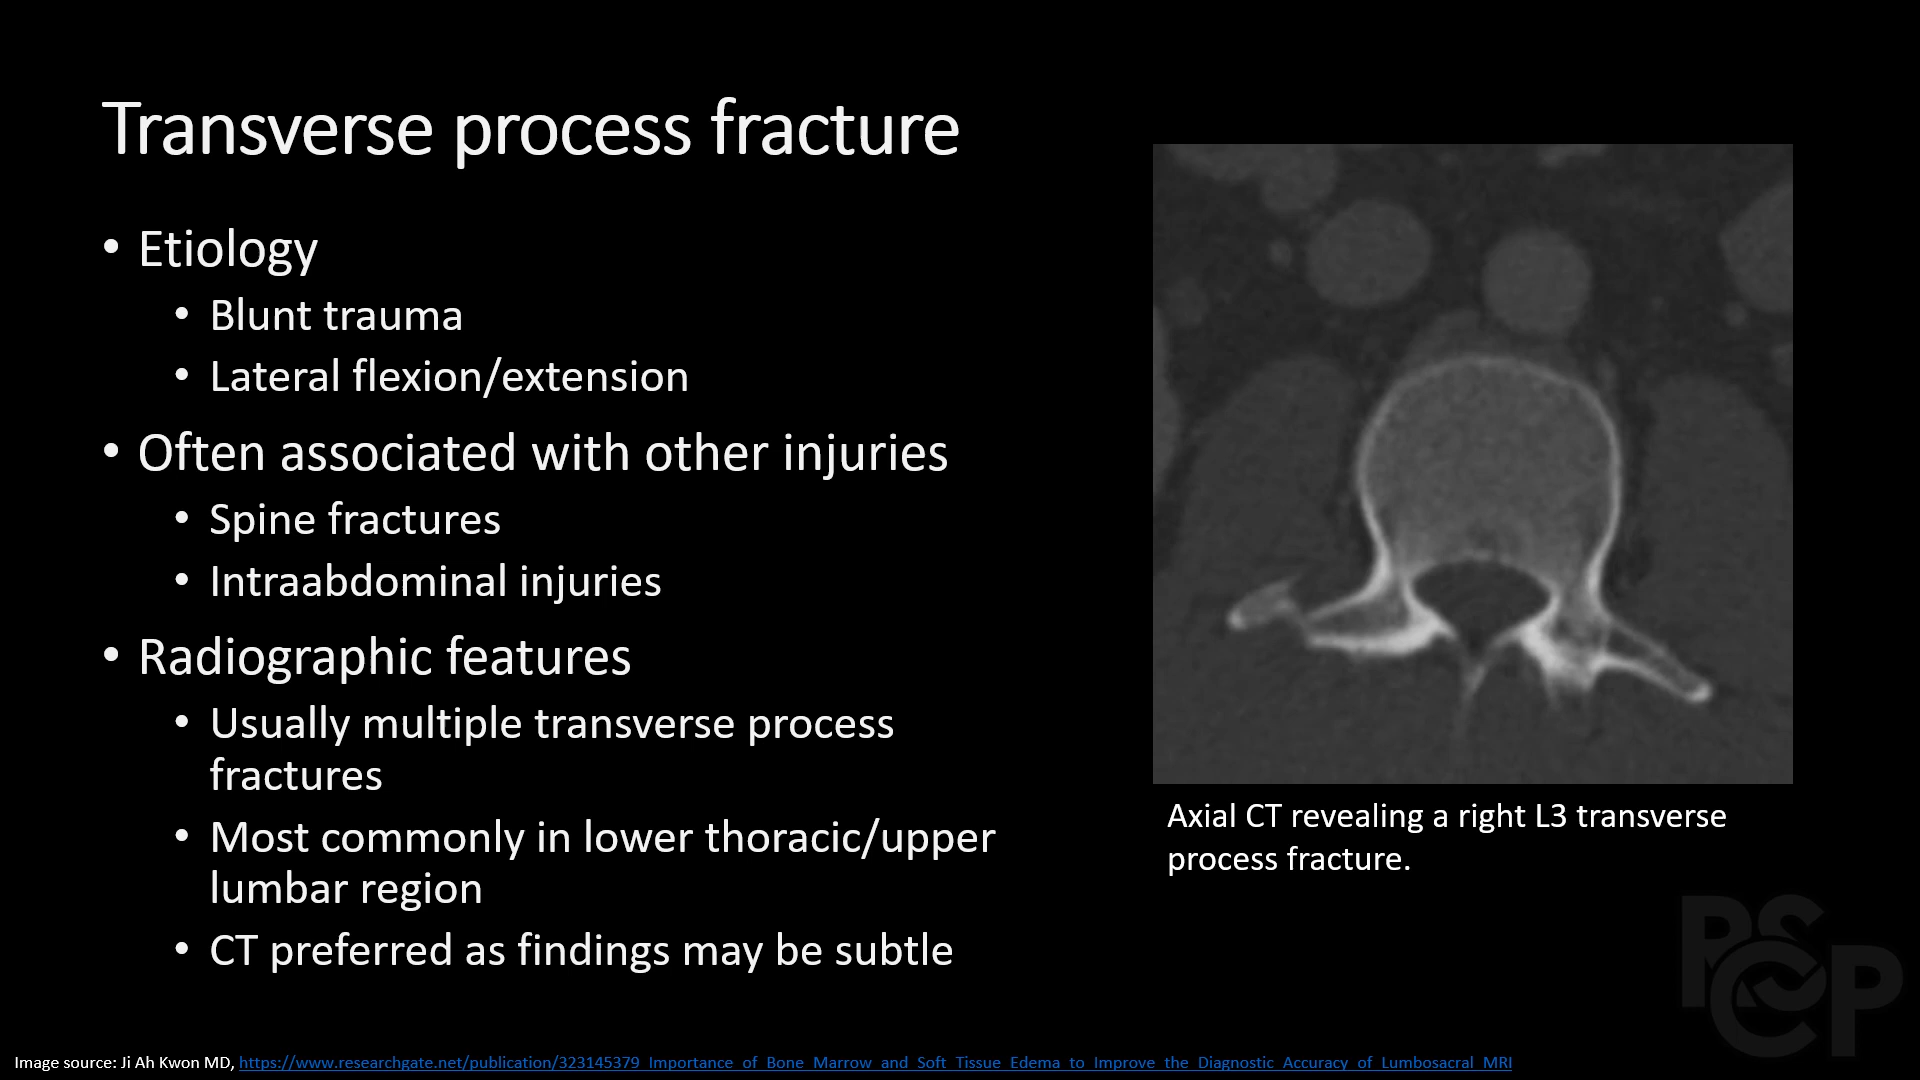 Transverse process fracture
• Etiology
• Blunt trauma
• Lateral flexion/extension
• Often associated with other injuries
• Spine fractures
• Intraabdominal injuries
• Radiographic features
• Usually multiple transverse process
fractures
• Most commonly in lower thoracic/upper
lumbar region
• CT preferred as findings may be subtle
Axial CT revealing a right L3 transverse
process fracture.
PSCP
Image source: Ji Ah Kwon MD, https://www.researchgate.net/publication/323145379_Importance_of_Bone_Marrow_and_Soft_Tissue_Edema_to_Improve_the_Diagnostic_Accuracy_of_Lumbosacral_MRI